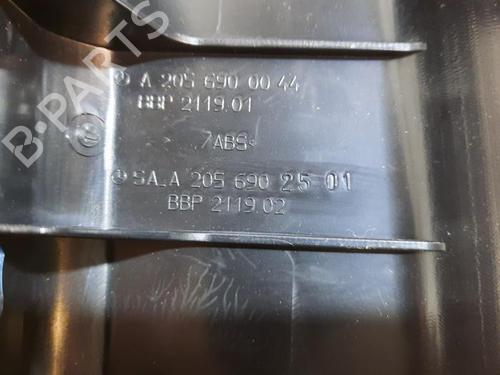 A 205 690 00 44
BBP 2119.01
>ABS<
SA.A 205 690 25 01
BBP 2119.02
B-PARTS